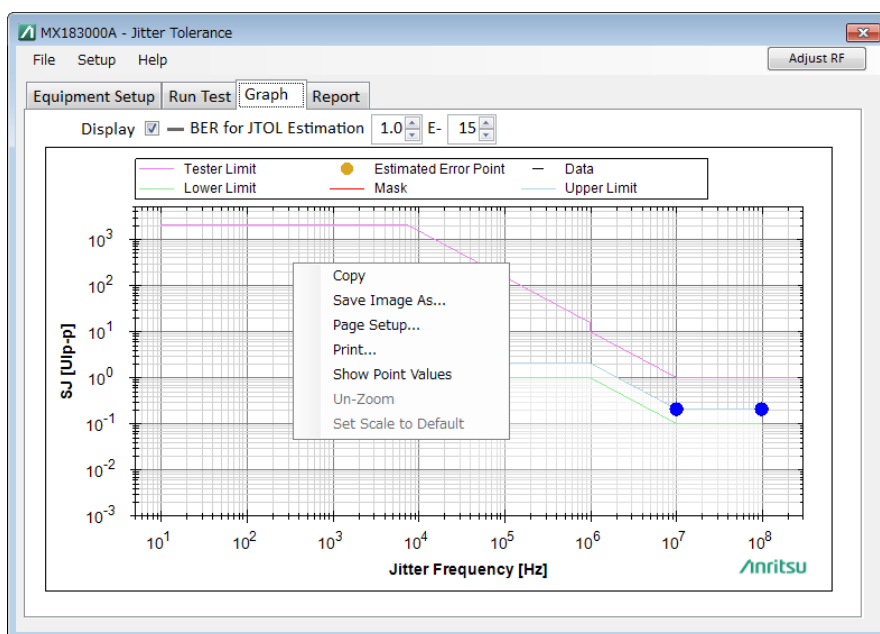 MX183000A - Jitter Tolerance
File Setup Help
Adjust RF
Equipment Setup Run Test Graph Report
Display BER for JTOL Estimation 1.0 E- 15
Tester Limit Estimated Error Point Data
Lower Limit Mask Upper Limit
10^3
10^2
10^1
10^0
10^-1
10^-2
10^-3
SJ [UIp-p]
Copy
Save Image As...
Page Setup...
Print...
Show Point Values
Un-Zoom
Set Scale to Default
10^1 10^2 10^3 10^4 10^5 10^6 10^7 10^8
Jitter Frequency [Hz]
Anritsu